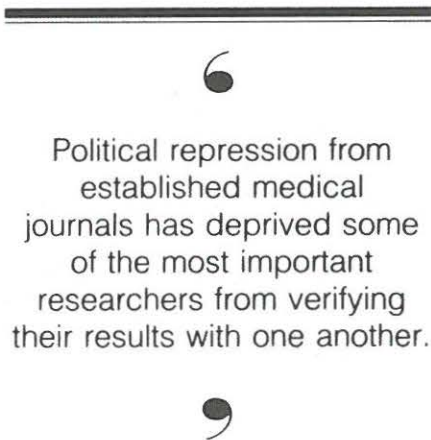 ‘
Political repression from
established medical
journals has deprived some
of the most important
researchers from verifying
their results with one another.
’